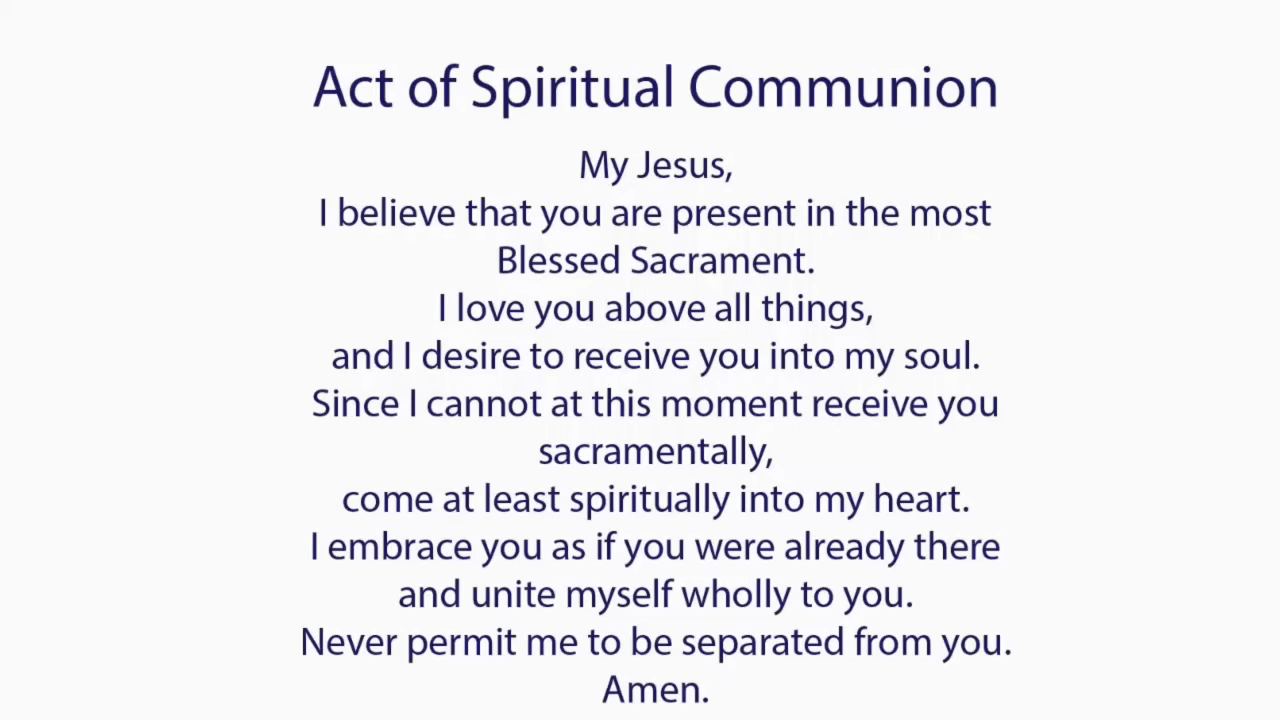 Act of Spiritual Communion
My Jesus,
I believe that you are present in the most
Blessed Sacrament.
I love you above all things,
and I desire to receive you into my soul.
Since I cannot at this moment receive you
sacramentally,
come at least spiritually into my heart.
I embrace you as if you were already there
and unite myself wholly to you.
Never permit me to be separated from you.
Amen.